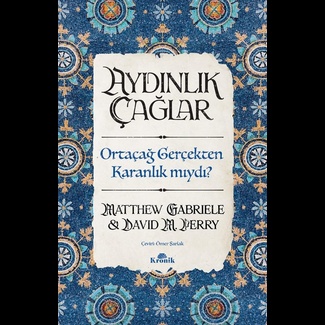 AYDINLIK
ÇAĞLAR
Ortaçağ Gerçekten
Karanlık mıydı?
MATTHEW GABRIELE
& DAVID M. PERRY
Çeviri: Ömer Şarlak
Kronik